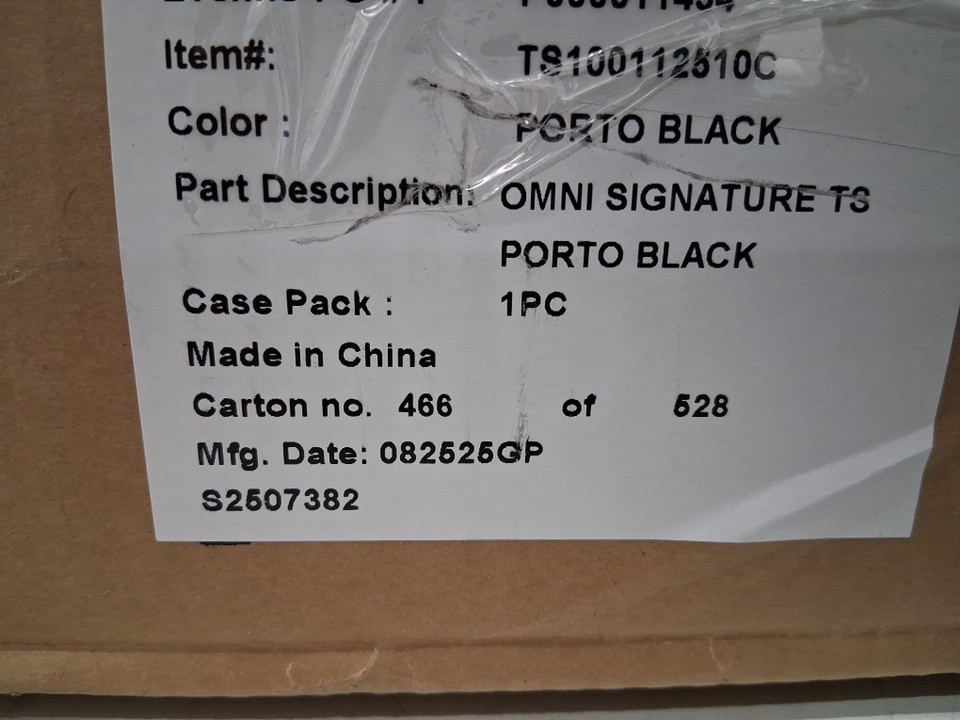 Item#: TS100112510C
Color : PORTO BLACK
Part Description: OMNI SIGNATURE TS
PORTO BLACK
Case Pack : 1PC
Made in China
Carton no. 466 of 528
Mfg. Date: 082525GP
S2507382